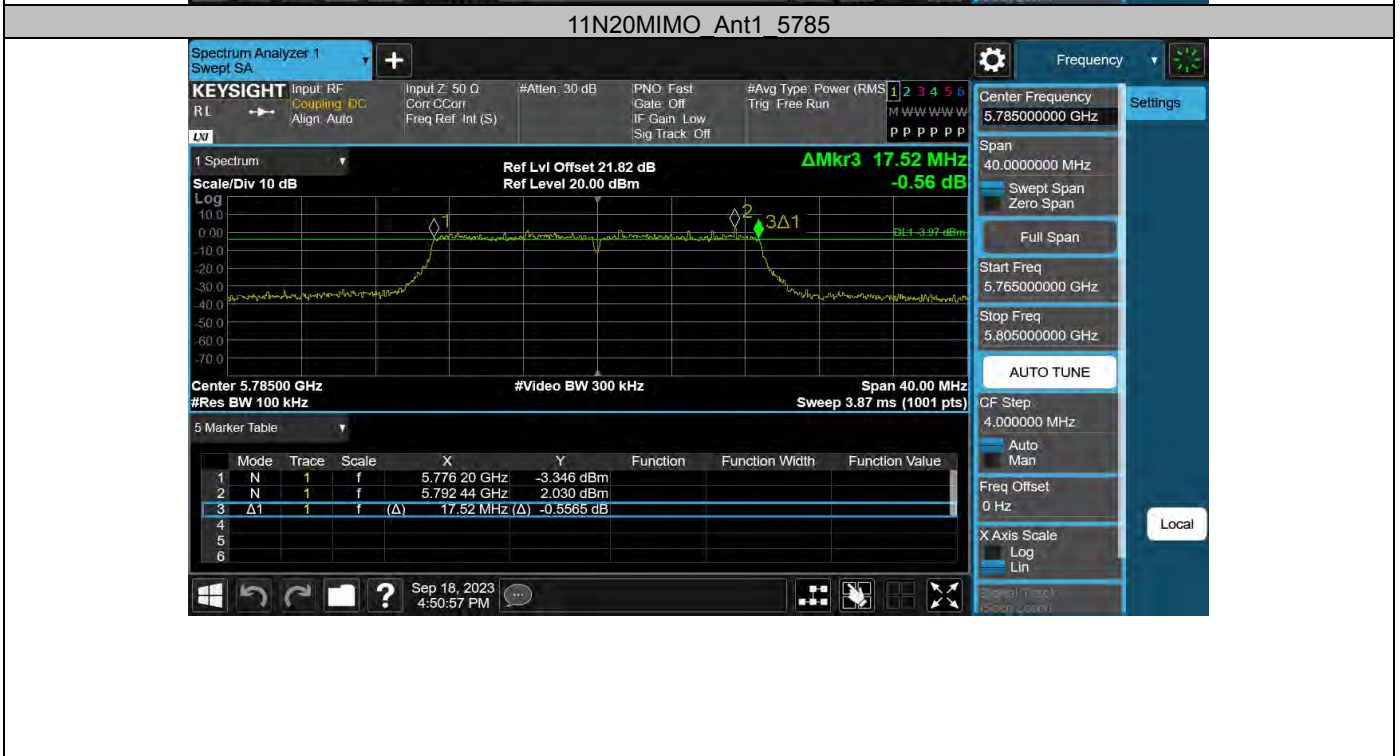 11N20MIMO_Ant1_5785
Spectrum Analyzer 1
Swept SA
+
Frequency
KEYSIGHT
RL
LXI
Input: RF
Coupling: DC
Align: Auto
Input Z: 50 Ω
Corr CCorr
Freq Ref: Int (S)
#Atten: 30 dB
PNO: Fast
Gate: Off
IF Gain: Low
Sig Track: Off
#Avg Type: Power (RMS
Trig: Free Run
1 2 3 4 5 6
M W W W W W
P P P P P P
Center Frequency
5.785000000 GHz
Settings
1 Spectrum
Scale/Div 10 dB
Ref Lvl Offset 21.82 dB
Ref Level 20.00 dBm
ΔMkr3 17.52 MHz
-0.56 dB
Log
10.0
0.00
-10.0
-20.0
-30.0
-40.0
-50.0
-60.0
-70.0
1
2
3Δ1
DL1 -3.97 dBm
Center 5.78500 GHz
#Res BW 100 kHz
#Video BW 300 kHz
Span 40.00 MHz
Sweep 3.87 ms (1001 pts)
Span
40.0000000 MHz
Swept Span
Zero Span
Full Span
Start Freq
5.765000000 GHz
Stop Freq
5.805000000 GHz
AUTO TUNE
CF Step
4.000000 MHz
Auto
Man
Freq Offset
0 Hz
X Axis Scale
Log
Lin
Signal Track
(Span Zoom)
Local
5 Marker Table
Mode Trace Scale X Y Function Function Width Function Value
1 N 1 f 5.776 20 GHz -3.346 dBm
2 N 1 f 5.792 44 GHz 2.030 dBm
3 Δ1 1 f (Δ) 17.52 MHz (Δ) -0.5565 dB
4
5
6
?
Sep 18, 2023
4:50:57 PM